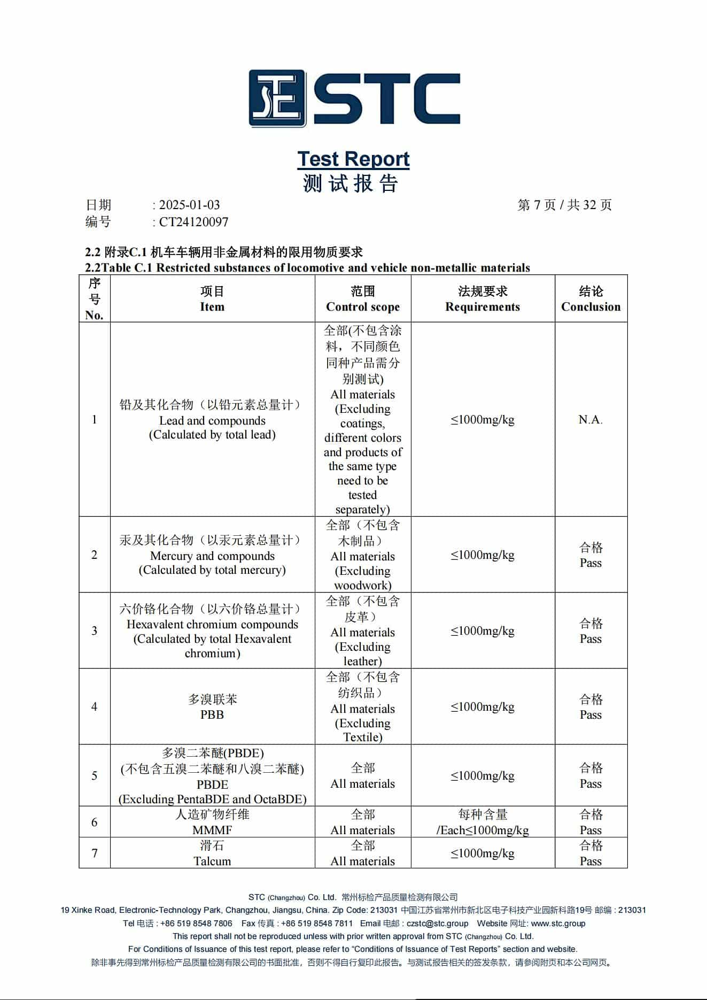 STC
Test Report
测试报告
日期 : 2025-01-03 第 7 页 / 共 32 页
编号 : CT24120097
2.2 附录C.1 机车车辆用非金属材料的限用物质要求
2.2Table C.1 Restricted substances of locomotive and vehicle non-metallic materials
序
号
No.
项目
Item
范围
Control scope
法规要求
Requirements
结论
Conclusion
1
铅及其化合物（以铅元素总量计）
Lead and compounds
(Calculated by total lead)
全部(不包含涂
料，不同颜色
同种产品需分
别测试)
All materials
(Excluding
coatings,
different colors
and products of
the same type
need to be
tested
separately)
≤1000mg/kg
N.A.
2
汞及其化合物（以汞元素总量计）
Mercury and compounds
(Calculated by total mercury)
全部（不包含
木制品）
All materials
(Excluding
woodwork)
≤1000mg/kg
合格
Pass
3
六价铬化合物（以六价铬总量计）
Hexavalent chromium compounds
(Calculated by total Hexavalent
chromium)
全部（不包含
皮革）
All materials
(Excluding
leather)
≤1000mg/kg
合格
Pass
4
多溴联苯
PBB
全部（不包含
纺织品）
All materials
(Excluding
Textile)
≤1000mg/kg
合格
Pass
5
多溴二苯醚(PBDE)
(不包含五溴二苯醚和八溴二苯醚)
PBDE
(Excluding PentaBDE and OctaBDE)
全部
All materials
≤1000mg/kg
合格
Pass
6
人造矿物纤维
MMMF
全部
All materials
每种含量
/Each≤1000mg/kg
合格
Pass
7
滑石
Talcum
全部
All materials
≤1000mg/kg
合格
Pass
STC (Changzhou) Co. Ltd. 常州标检产品质量检测有限公司
19 Xinke Road, Electronic-Technology Park, Changzhou, Jiangsu, China. Zip Code: 213031 中国江苏省常州市新北区电子科技产业园新科路19号 邮编 : 213031
Tel 电话 : +86 519 8548 7806 Fax 传真 : +86 519 8548 7811 Email 电邮 : czstc@stc.group Website 网址: www.stc.group
This report shall not be reproduced unless with prior written approval from STC (Changzhou) Co. Ltd.
For Conditions of Issuance of this test report, please refer to “Conditions of Issuance of Test Reports” section and website.
除非事先得到常州标检产品质量检测有限公司的书面批准，否则不得自行复印此报告。与测试报告相关的签发条款，请参阅附页和本公司网页。